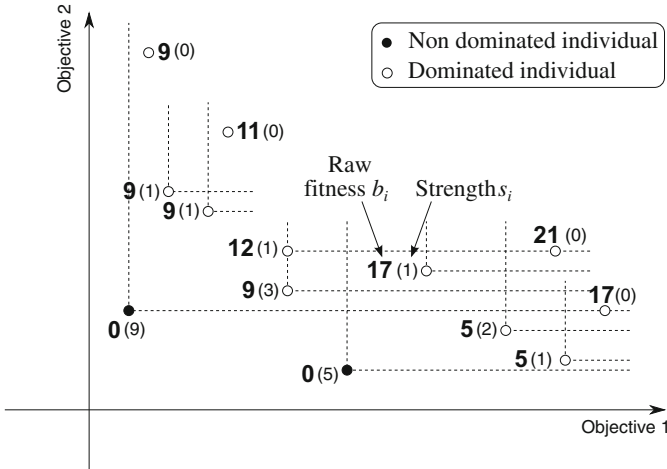 Objective 2
Non dominated individual
Dominated individual
9 (0)
11 (0)
9 (1)
9 (1)
Raw
fitness bᵢ
Strength sᵢ
12 (1)
17 (1)
21 (0)
9 (3)
17 (0)
0 (9)
5 (2)
5 (1)
0 (5)
Objective 1